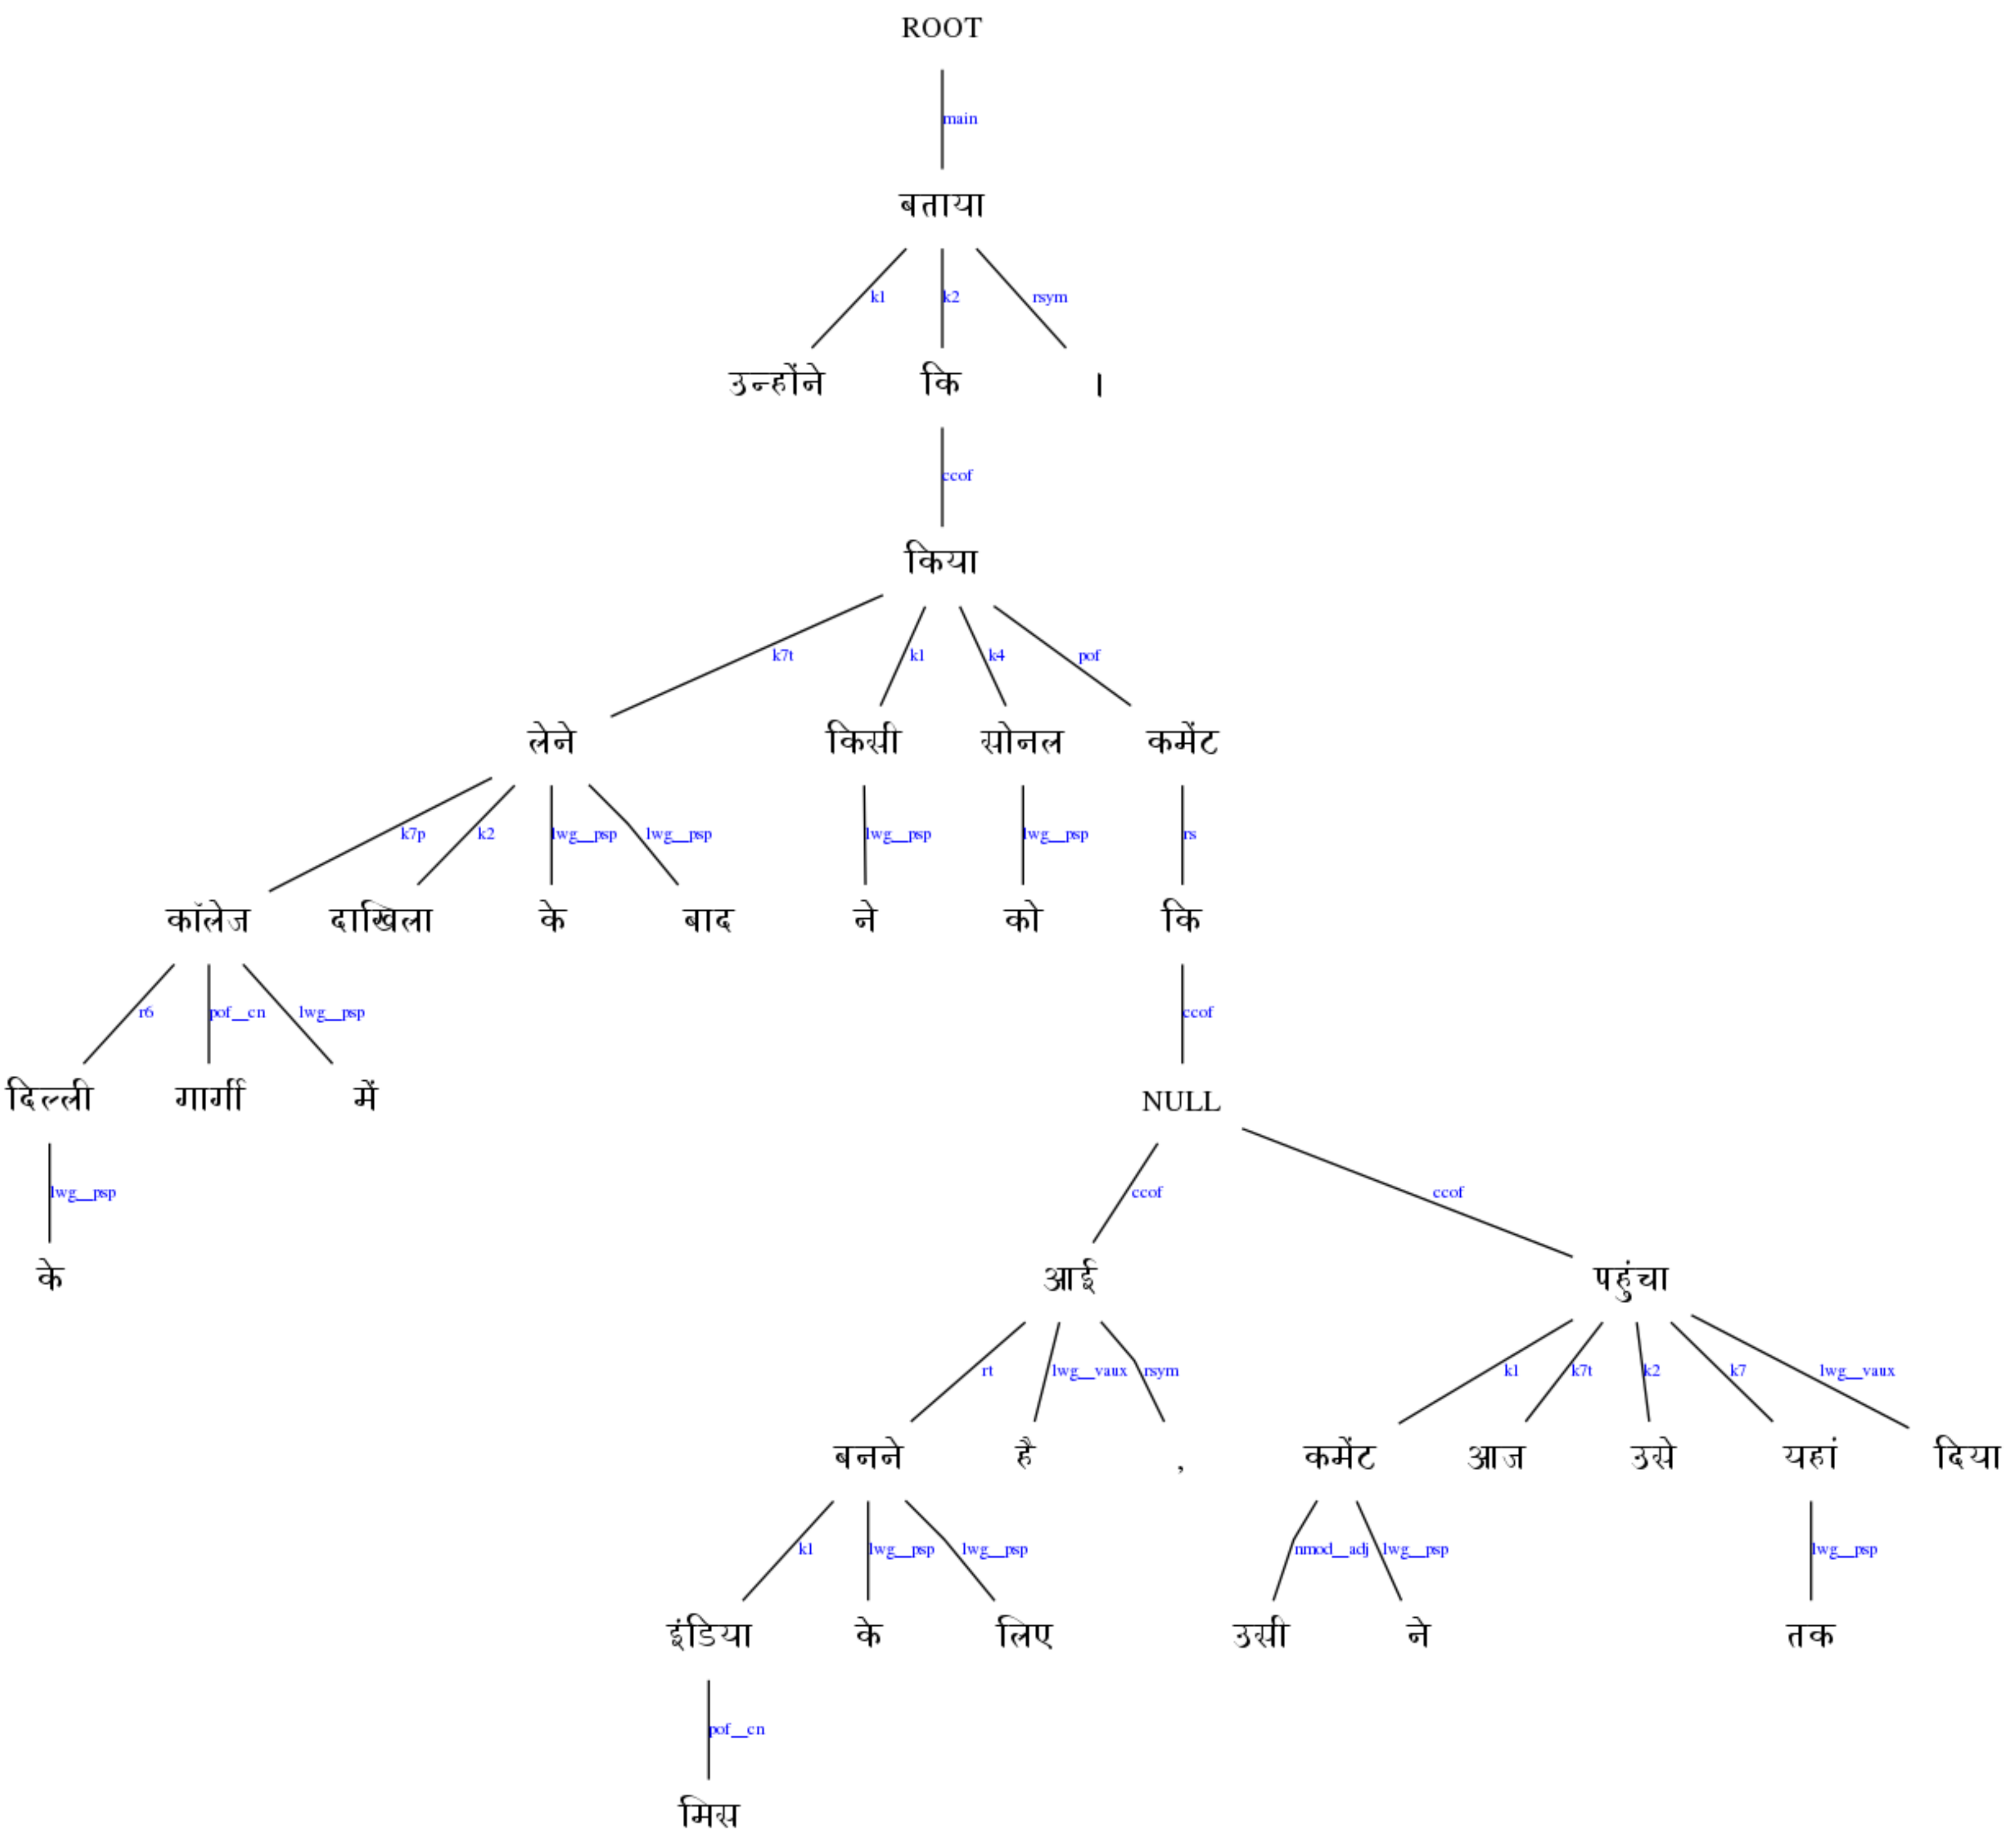 ROOT
main
बताया
k1 k2 rsym
उन्होंने कि ।
ccof
किया
k7t k1 k4 pof
लेने किसी सोनल कमेंट
k7p k2 lwg__psp lwg__psp lwg__psp lwg__psp rs
कॉलेज दाखिला के बाद ने को कि
r6 pof__cn lwg__psp ccof
दिल्ली गार्गी में NULL
lwg__psp ccof ccof
के आई पहुंचा
rt lwg__vaux rsym k1 k7t k2 k7 lwg__vaux
बनने है , कमेंट आज उसे यहां दिया
k1 lwg__psp lwg__psp nmod__adj lwg__psp lwg__psp
इंडिया के लिए उसी ने तक
pof__cn
मिस